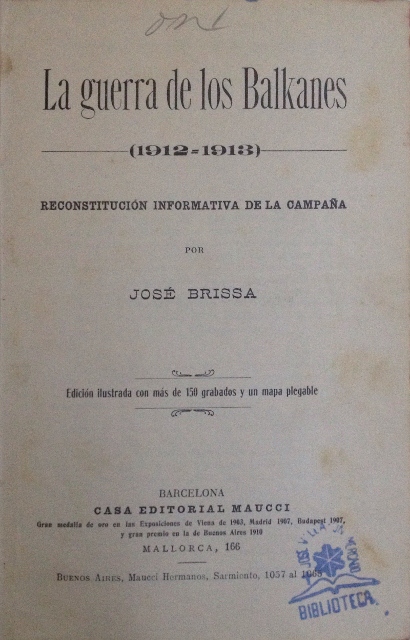 One
La guerra de los Balkanes
(1912-1913)
RECONSTITUCIÓN INFORMATIVA DE LA CAMPAÑA
POR
JOSÉ BRISSA
Edición ilustrada con más de 150 grabados y un mapa plegable
BARCELONA
CASA EDITORIAL MAUCCI
Gran medalla de oro en las Exposiciones de Viena de 1903, Madrid 1907, Budapest 1907,
y gran premio en la de Buenos Aires 1910
MALLORCA, 166
BUENOS AIRES, Maucci Hermanos, Sarmiento, 1057 al 1065
BIBLIOTECA